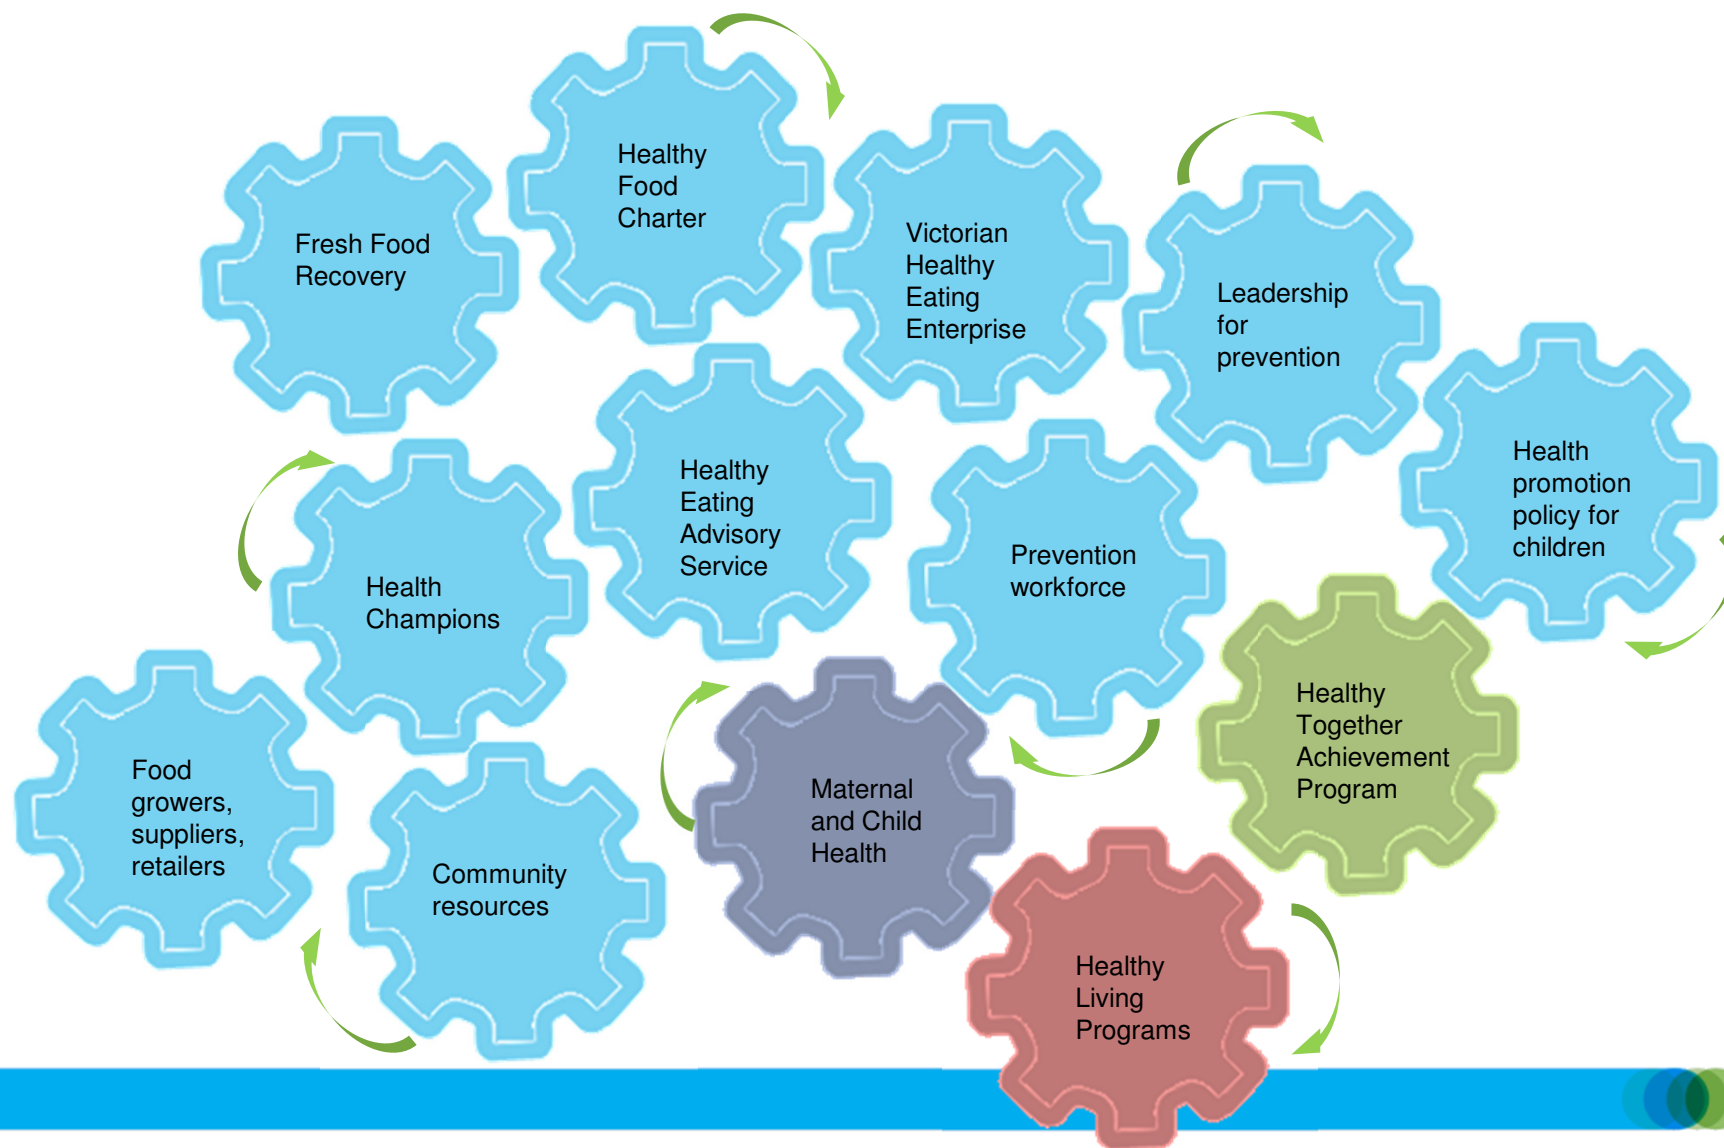 Healthy
Food
Charter
Fresh Food
Recovery
Victorian
Healthy
Eating
Enterprise
Leadership
for
prevention
Health
promotion
policy for
children
Healthy
Eating
Advisory
Service
Prevention
workforce
Health
Champions
Healthy
Together
Achievement
Program
Food
growers,
suppliers,
retailers
Maternal
and Child
Health
Community
resources
Healthy
Living
Programs